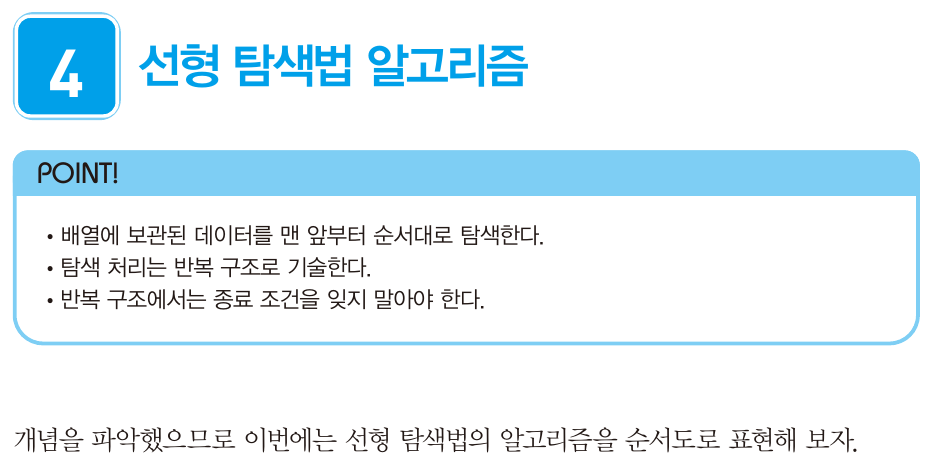 4 선형 탐색법 알고리즘
POINT!
• 배열에 보관된 데이터를 맨 앞부터 순서대로 탐색한다.
• 탐색 처리는 반복 구조로 기술한다.
• 반복 구조에서는 종료 조건을 잊지 말아야 한다.
개념을 파악했으므로 이번에는 선형 탐색법의 알고리즘을 순서도로 표현해 보자.